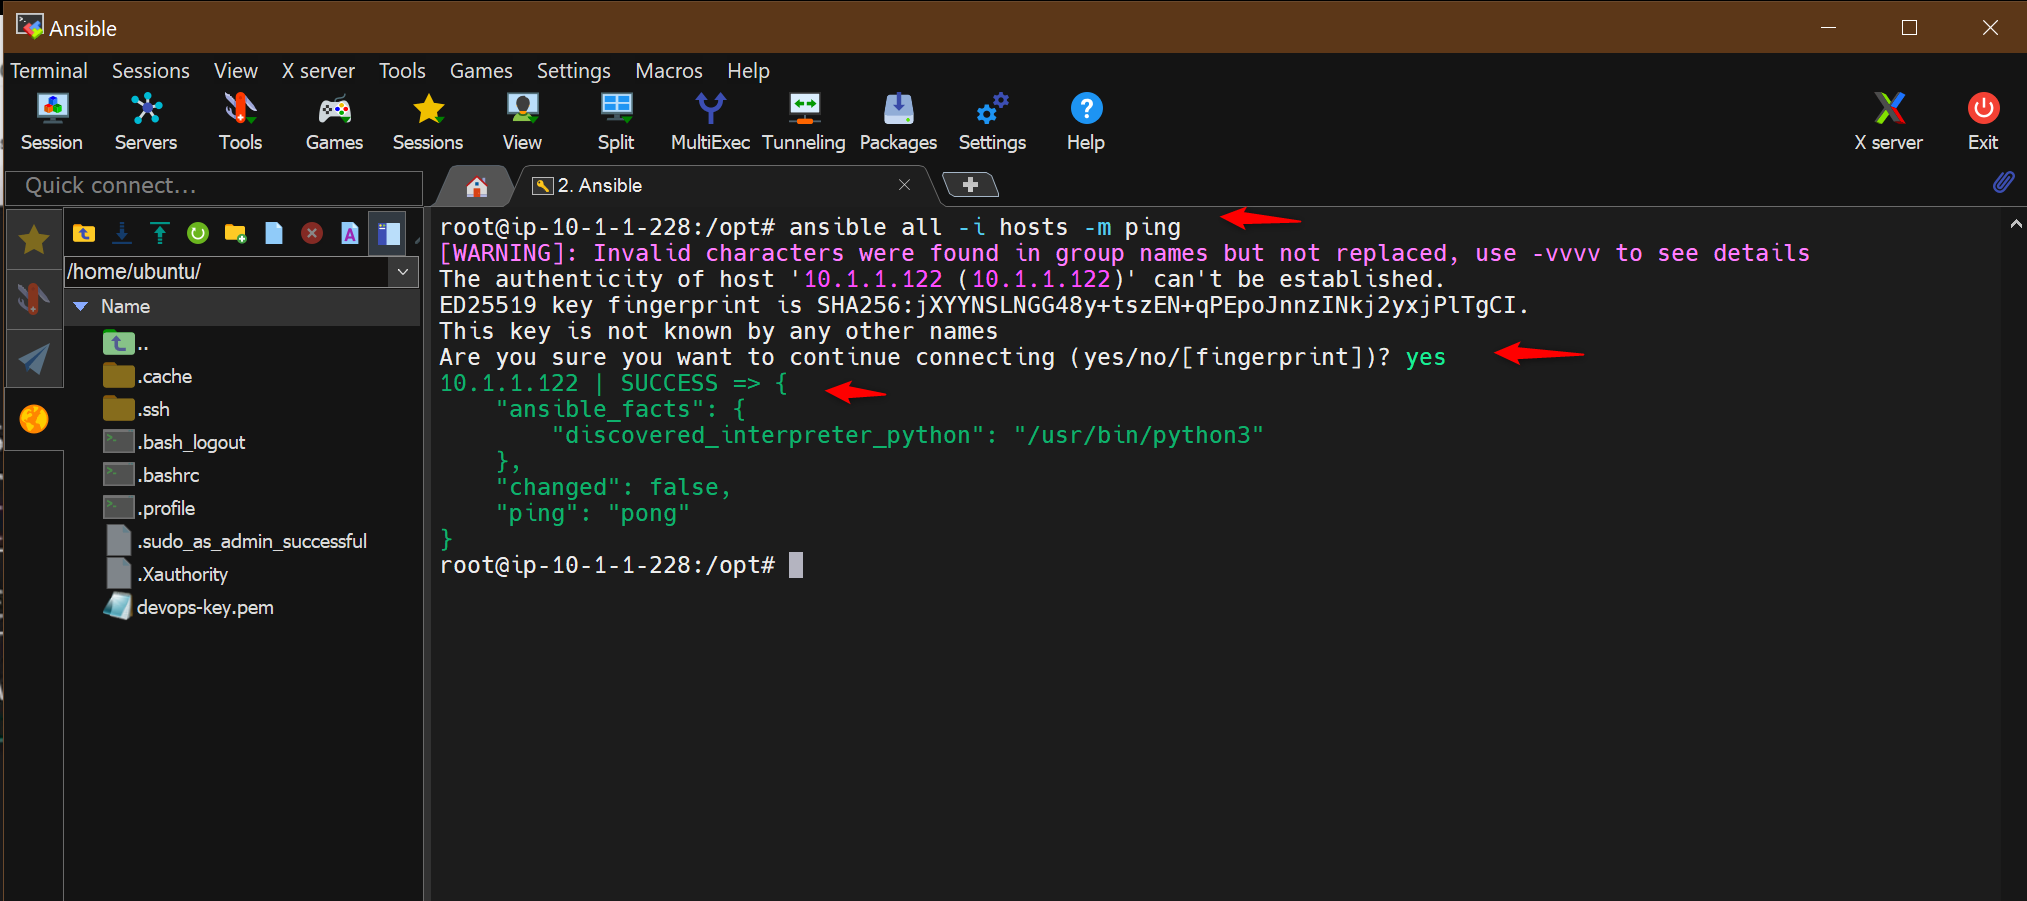 Ansible
Terminal Sessions View X server Tools Games Settings Macros Help
Session Servers Tools Games Sessions View Split MultiExec Tunneling Packages Settings Help X server Exit
Quick connect...
2. Ansible
/home/ubuntu/
Name
..
.cache
.ssh
.bash_logout
.bashrc
.profile
.sudo_as_admin_successful
.Xauthority
devops-key.pem
root@ip-10-1-1-228:/opt# ansible all -i hosts -m ping
[WARNING]: Invalid characters were found in group names but not replaced, use -vvvv to see details
The authenticity of host '10.1.1.122 (10.1.1.122)' can't be established.
ED25519 key fingerprint is SHA256:jXYYNSLNGG48y+tszEN+qPEpoJnnzINkj2yxjPlTgCI.
This key is not known by any other names
Are you sure you want to continue connecting (yes/no/[fingerprint])? yes
10.1.1.122 | SUCCESS => {
    "ansible_facts": {
        "discovered_interpreter_python": "/usr/bin/python3"
    },
    "changed": false,
    "ping": "pong"
}
root@ip-10-1-1-228:/opt#